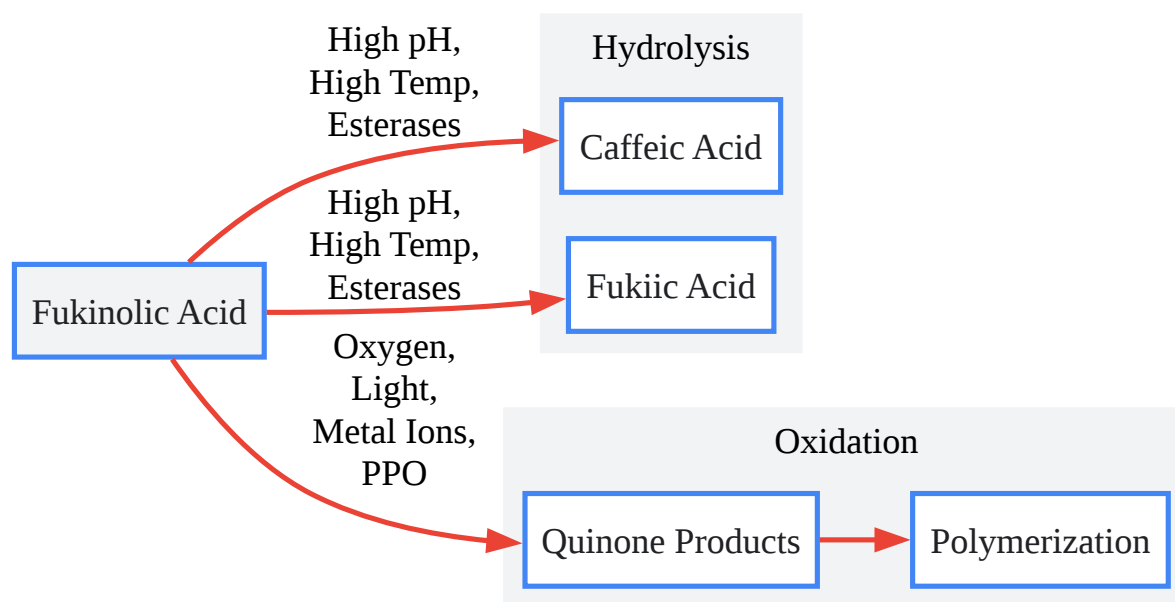 High pH,
High Temp,
Esterases
Hydrolysis
Caffeic Acid
High pH,
High Temp,
Esterases
Fukiic Acid
Fukinolic Acid
Oxygen,
Light,
Metal Ions,
PPO
Oxidation
Quinone Products
Polymerization